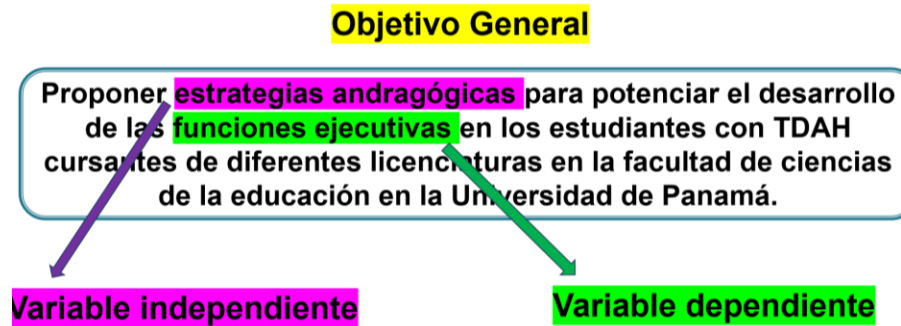 Objetivo General
Proponer estrategias andragógicas para potenciar el desarrollo
de las funciones ejecutivas en los estudiantes con TDAH
cursantes de diferentes licenciaturas en la facultad de ciencias
de la educación en la Universidad de Panamá.
Variable independiente
Variable dependiente